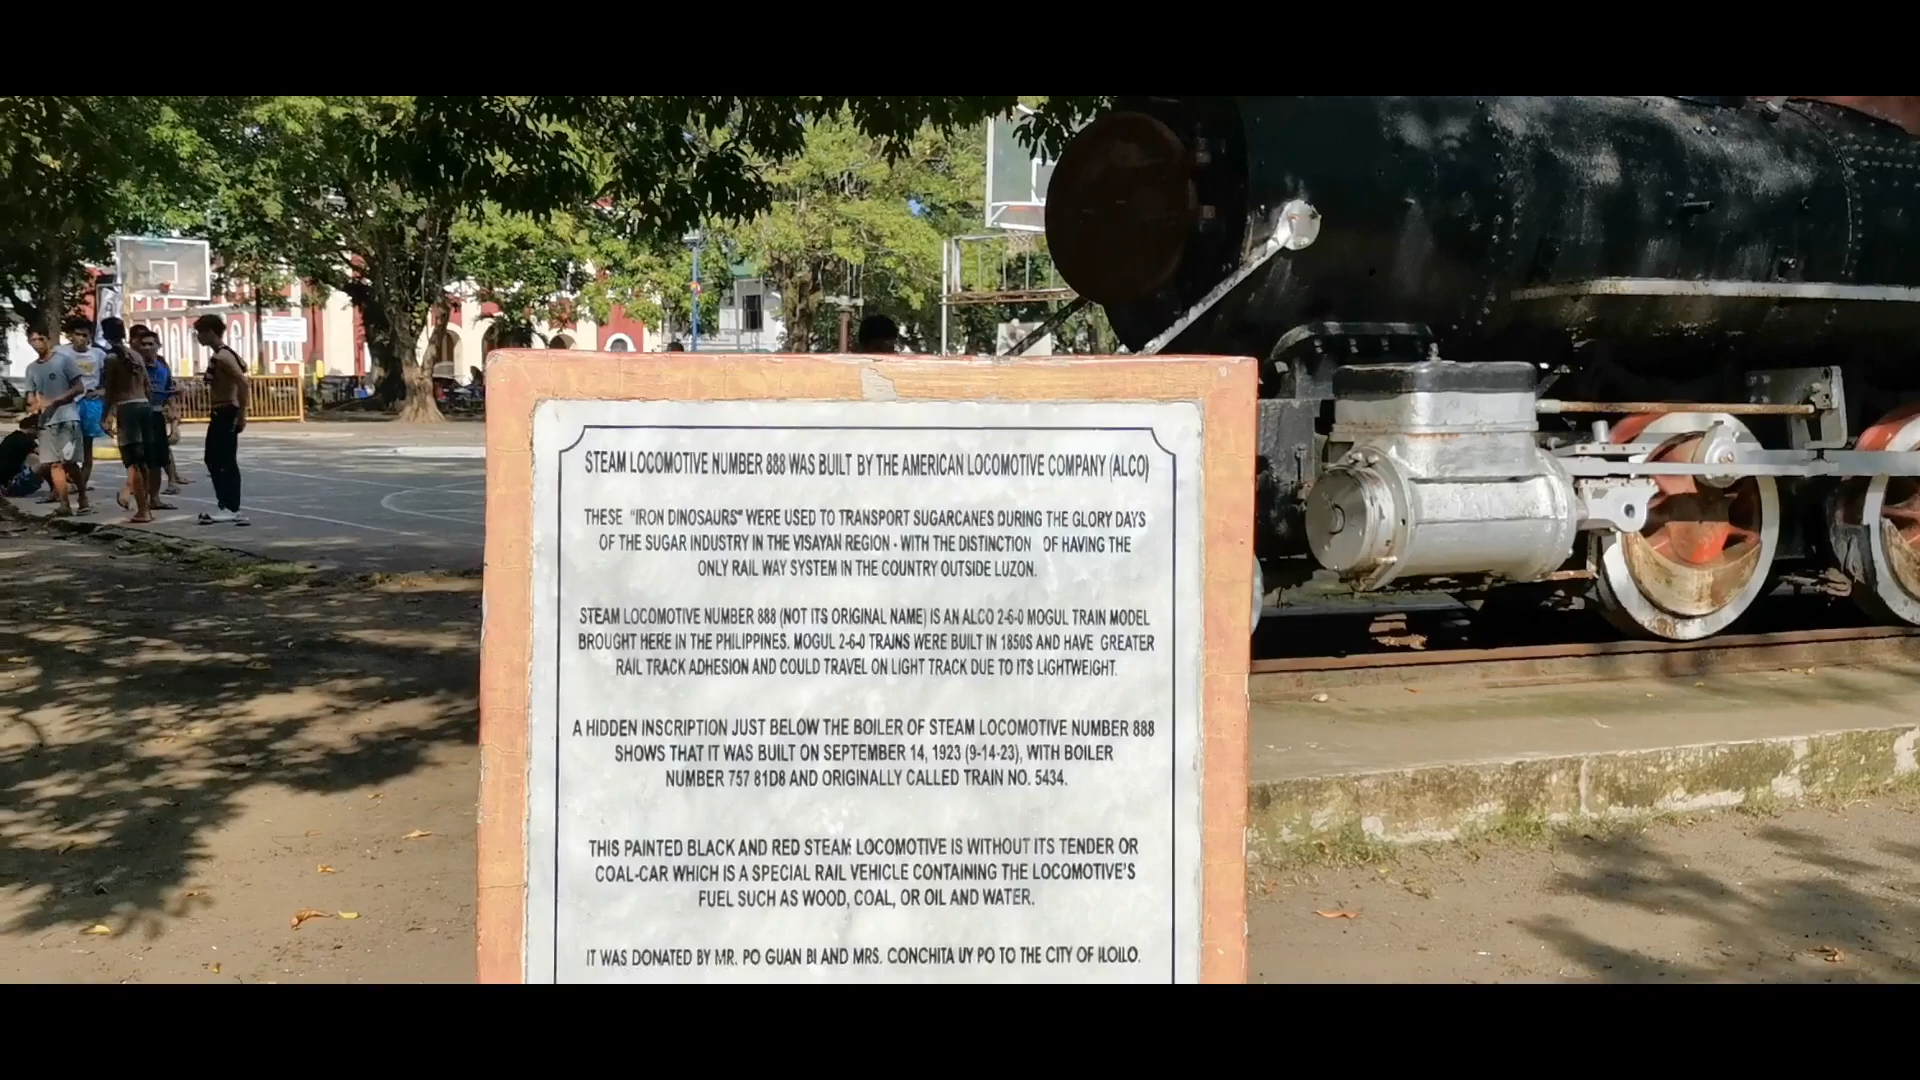 STEAM LOCOMOTIVE NUMBER 888 WAS BUILT BY THE AMERICAN LOCOMOTIVE COMPANY (ALCO)
THESE "IRON DINOSAURS" WERE USED TO TRANSPORT SUGARCANES DURING THE GLORY DAYS
OF THE SUGAR INDUSTRY IN THE VISAYAN REGION - WITH THE DISTINCTION OF HAVING THE
ONLY RAIL WAY SYSTEM IN THE COUNTRY OUTSIDE LUZON.
STEAM LOCOMOTIVE NUMBER 888 (NOT ITS ORIGINAL NAME) IS AN ALCO 2-6-0 MOGUL TRAIN MODEL
BROUGHT HERE IN THE PHILIPPINES. MOGUL 2-6-0 TRAINS WERE BUILT IN 1850S AND HAVE GREATER
RAIL TRACK ADHESION AND COULD TRAVEL ON LIGHT TRACK DUE TO ITS LIGHTWEIGHT.
A HIDDEN INSCRIPTION JUST BELOW THE BOILER OF STEAM LOCOMOTIVE NUMBER 888
SHOWS THAT IT WAS BUILT ON SEPTEMBER 14, 1923 (9-14-23), WITH BOILER
NUMBER 757 81D8 AND ORIGINALLY CALLED TRAIN NO. 5434.
THIS PAINTED BLACK AND RED STEAM LOCOMOTIVE IS WITHOUT ITS TENDER OR
COAL-CAR WHICH IS A SPECIAL RAIL VEHICLE CONTAINING THE LOCOMOTIVE'S
FUEL SUCH AS WOOD, COAL, OR OIL AND WATER.
IT WAS DONATED BY MR. PO GUAN BI AND MRS. CONCHITA UY PO TO THE CITY OF ILOILO.